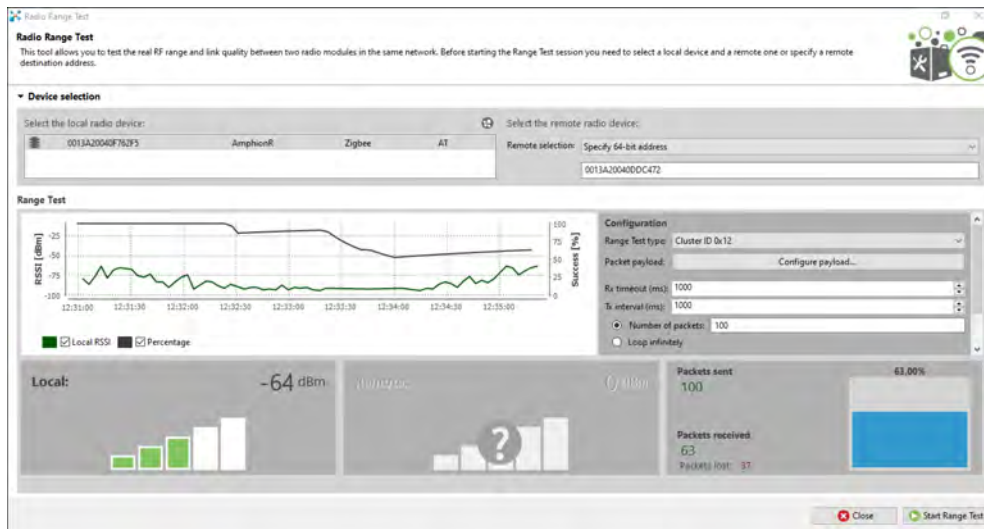 Radio Range Test
Radio Range Test
This tool allows you to test the real RF range and link quality between two radio modules in the same network. Before starting the Range Test session you need to select a local device and a remote one or specify a remote
destination address.
Device selection
Select the local radio device:
0013A20040F762F5 AmphionR Zigbee AT
Select the remote radio device:
Remote selection: Specify 64-bit address
0013A20040DDC472
Range Test
RSSI [dBm]
-25
-50
-75
-100
100
75
50
25
0
Success [%]
12:31:00 12:31:30 12:32:00 12:32:30 12:33:00 12:33:30 12:34:00 12:34:30 12:35:00
Local RSSI Percentage
Configuration
Range Test type: Cluster ID 0x12
Packet payload: Configure payload...
Rx timeout (ms): 1000
Tx interval (ms): 1000
Number of packets: 100
Loop infinitely
Local: -64 dBm
0 dBm
?
Packets sent
100
Packets received
63
Packets lost: 37
63.00%
Close Start Range Test